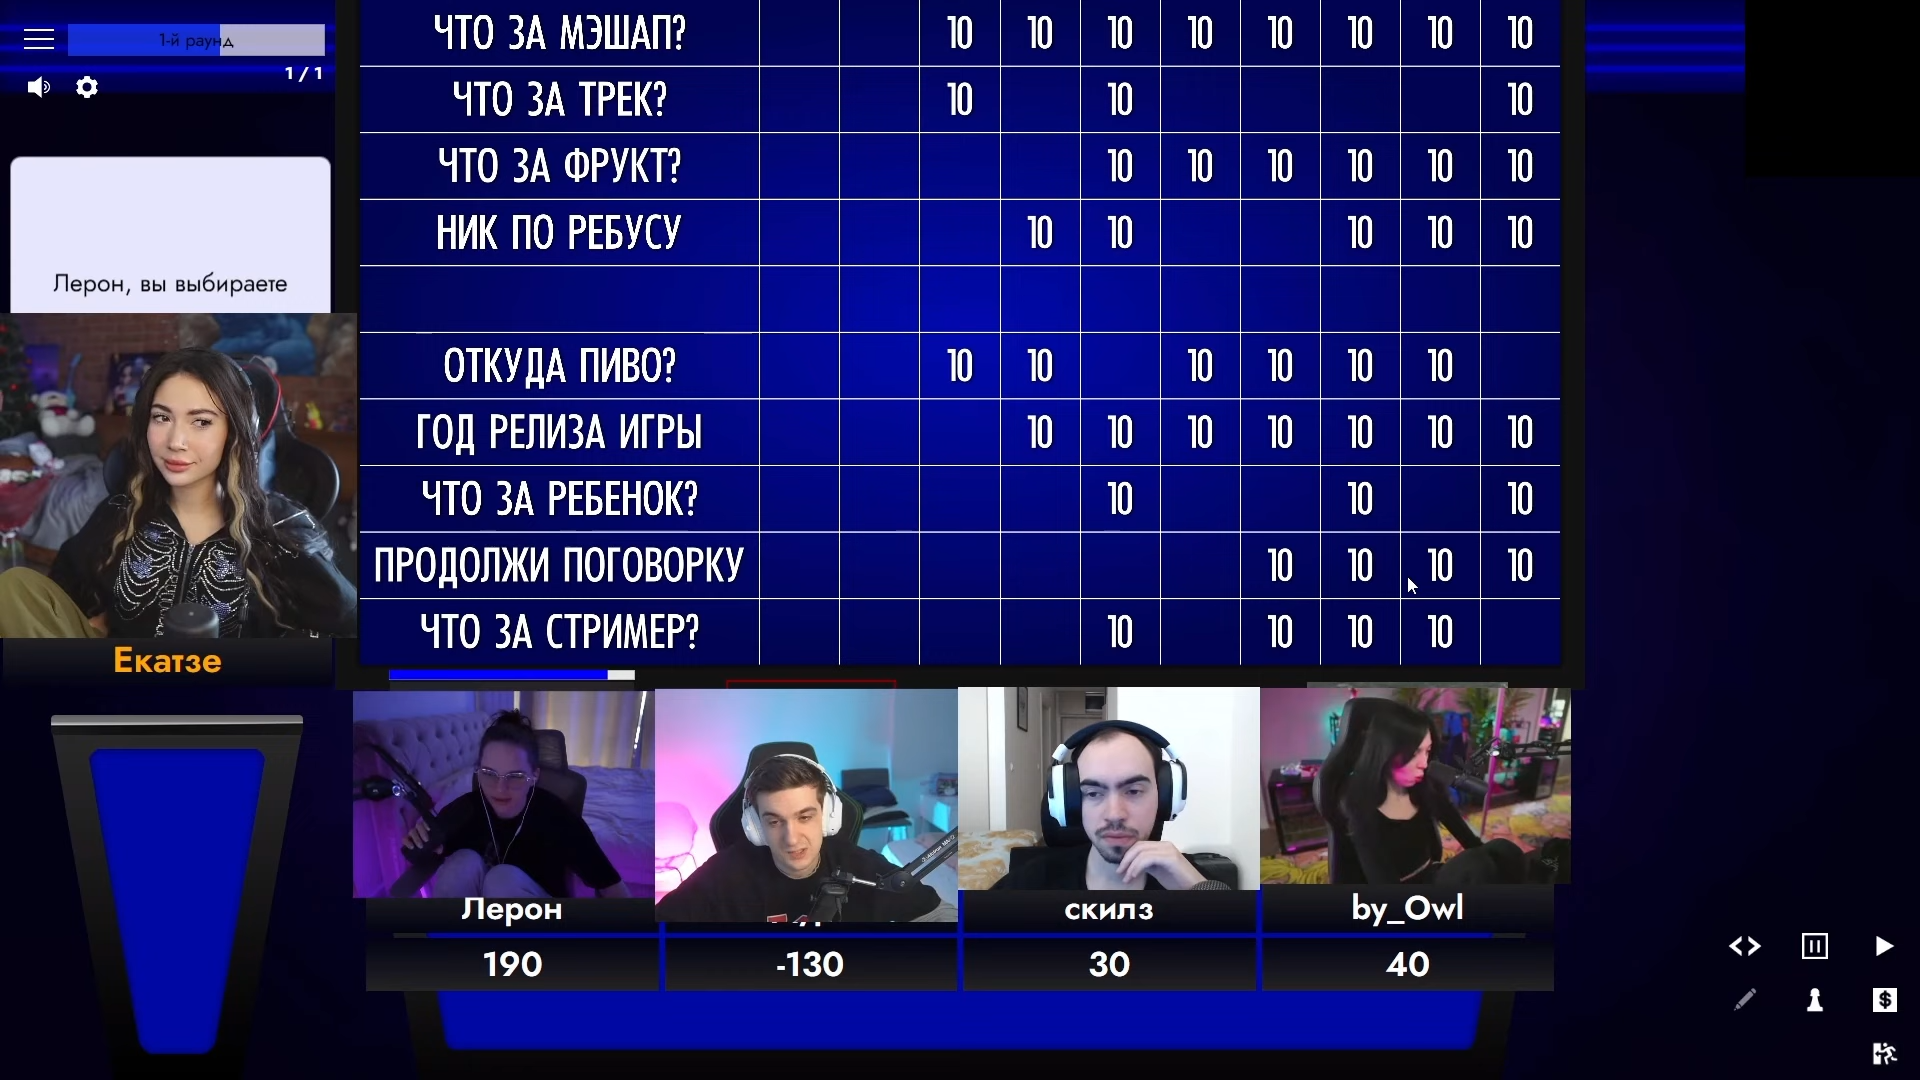 1-й раунд
1 / 1
Лерон, вы выбираете
ЧТО ЗА МЭШАП? 10 10 10 10 10 10 10 10
ЧТО ЗА ТРЕК? 10 10 10
ЧТО ЗА ФРУКТ? 10 10 10 10 10 10
НИК ПО РЕБУСУ 10 10 10 10 10
ОТКУДА ПИВО? 10 10 10 10 10 10
ГОД РЕЛИЗА ИГРЫ 10 10 10 10 10 10 10
ЧТО ЗА РЕБЕНОК? 10 10 10
ПРОДОЛЖИ ПОГОВОРКУ 10 10 10 10
ЧТО ЗА СТРИМЕР? 10 10 10 10
Екатзе
Лерон скилз by_Owl
190 -130 30 40